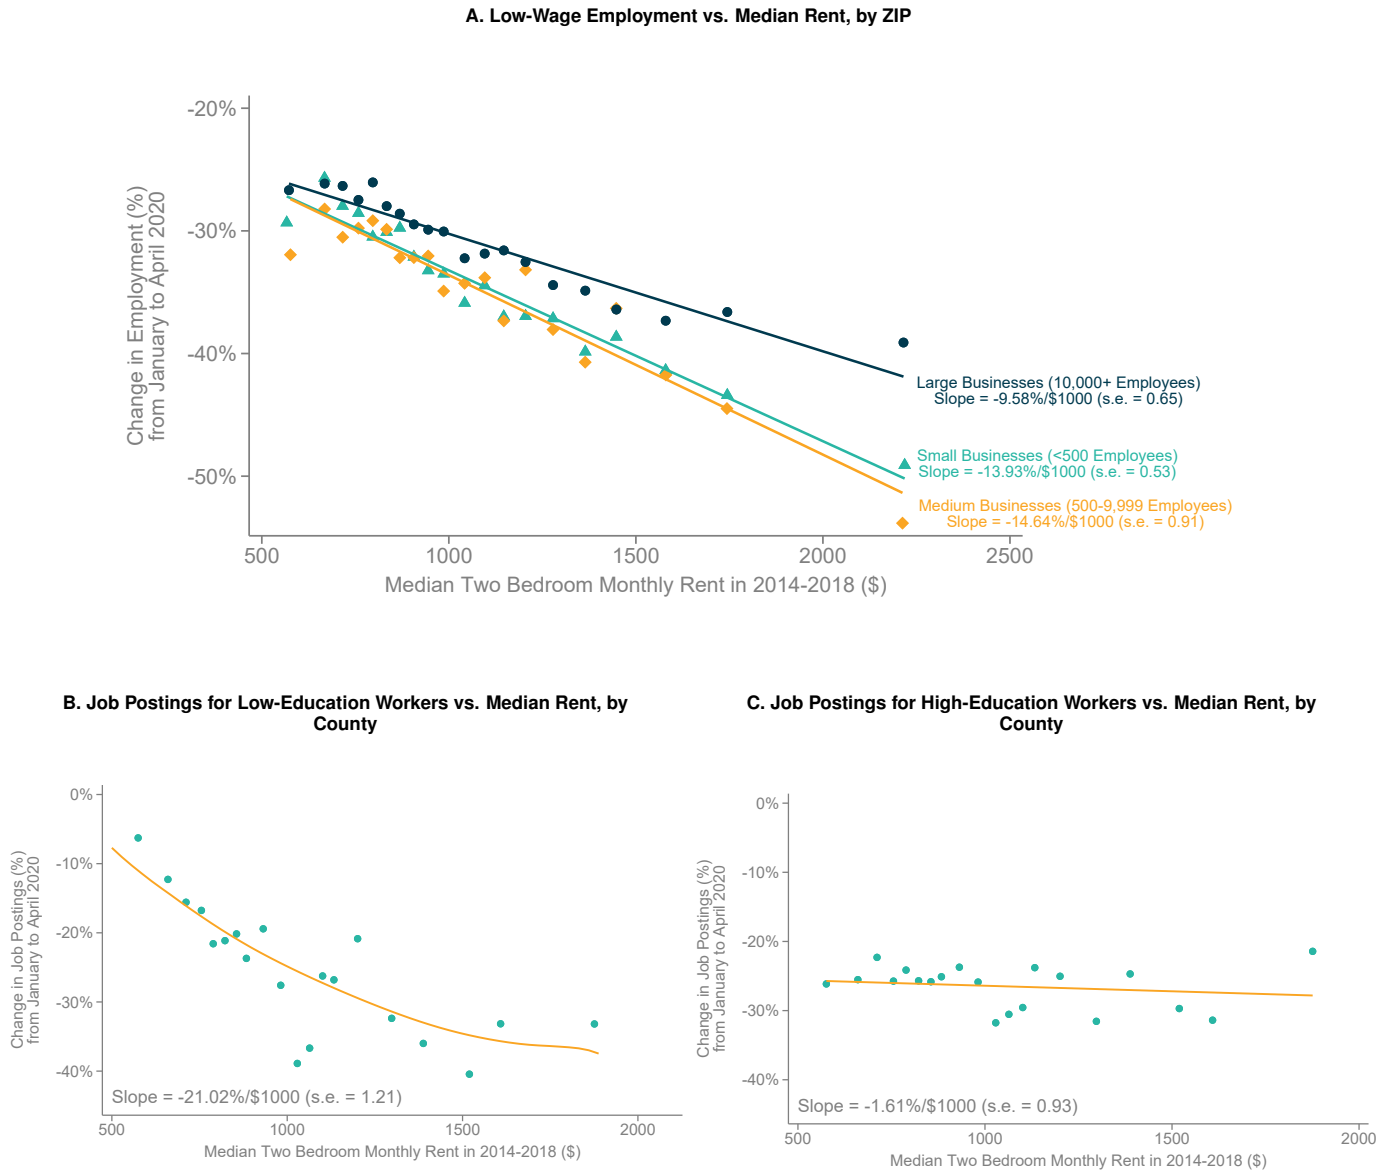 A. Low-Wage Employment vs. Median Rent, by ZIP
Change in Employment (%)
from January to April 2020
-20%
-30%
-40%
-50%
Large Businesses (10,000+ Employees)
Slope = -9.58%/$1000 (s.e. = 0.65)
Small Businesses (<500 Employees)
Slope = -13.93%/$1000 (s.e. = 0.53)
Medium Businesses (500-9,999 Employees)
Slope = -14.64%/$1000 (s.e. = 0.91)
500 1000 1500 2000 2500
Median Two Bedroom Monthly Rent in 2014-2018 ($)
B. Job Postings for Low-Education Workers vs. Median Rent, by
County
Change in Job Postings (%)
from January to April 2020
0%
-10%
-20%
-30%
-40%
Slope = -21.02%/$1000 (s.e. = 1.21)
500 1000 1500 2000
Median Two Bedroom Monthly Rent in 2014-2018 ($)
C. Job Postings for High-Education Workers vs. Median Rent, by
County
Change in Job Postings (%)
from January to April 2020
0%
-10%
-20%
-30%
-40%
Slope = -1.61%/$1000 (s.e. = 0.93)
500 1000 1500 2000
Median Two Bedroom Monthly Rent in 2014-2018 ($)